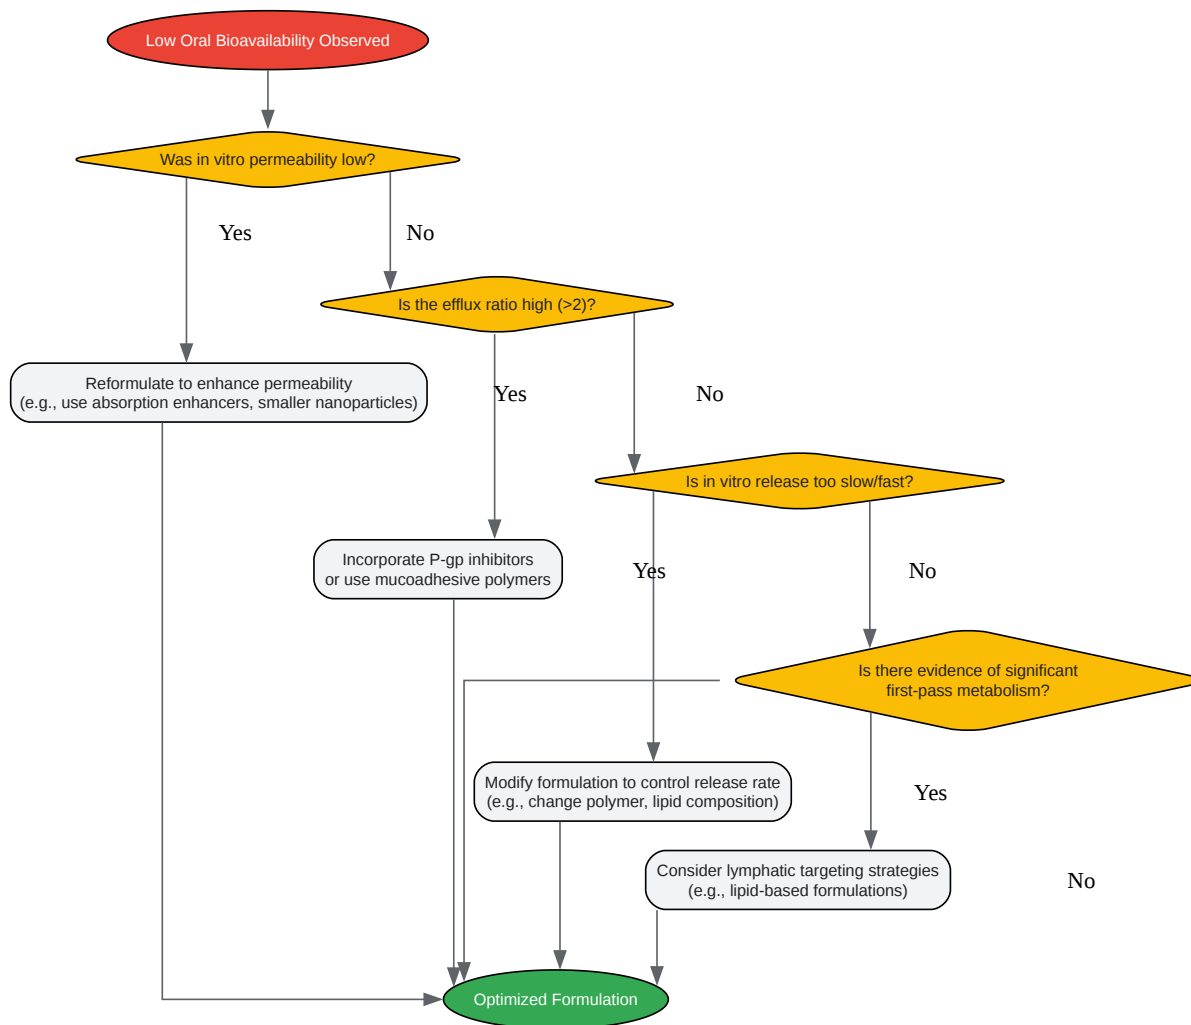 Low Oral Bioavailability Observed
Was in vitro permeability low?
Yes
No
Is the efflux ratio high (>2)?
Reformulate to enhance permeability
(e.g., use absorption enhancers, smaller nanoparticles)
Yes
No
Is in vitro release too slow/fast?
Incorporate P-gp inhibitors
or use mucoadhesive polymers
Yes
No
Is there evidence of significant
first-pass metabolism?
Modify formulation to control release rate
(e.g., change polymer, lipid composition)
Yes
Consider lymphatic targeting strategies
(e.g., lipid-based formulations)
No
Optimized Formulation